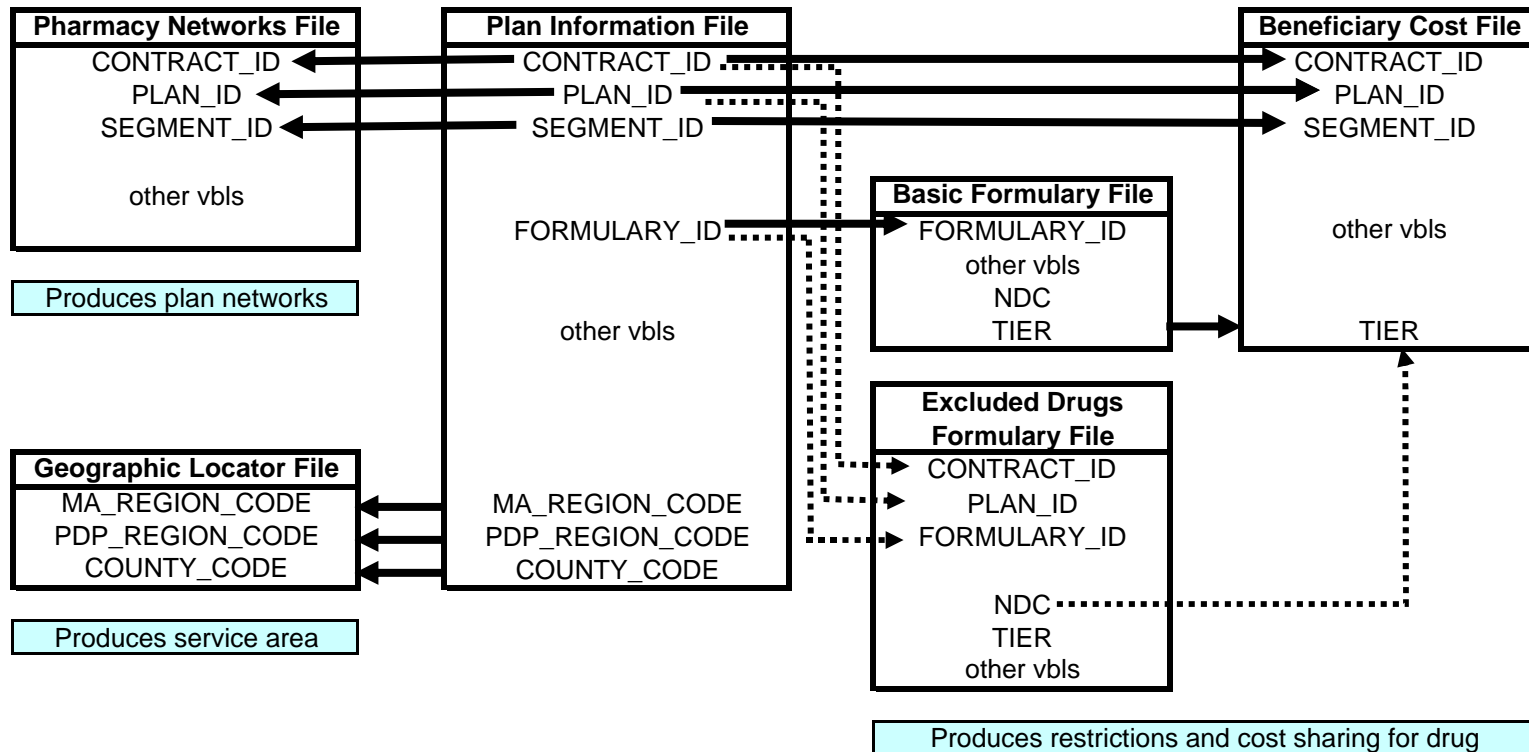 Pharmacy Networks File
CONTRACT_ID
PLAN_ID
SEGMENT_ID
other vbls
Produces plan networks
Geographic Locator File
MA_REGION_CODE
PDP_REGION_CODE
COUNTY_CODE
Produces service area
Plan Information File
CONTRACT_ID
PLAN_ID
SEGMENT_ID
FORMULARY_ID
other vbls
MA_REGION_CODE
PDP_REGION_CODE
COUNTY_CODE
Basic Formulary File
FORMULARY_ID
other vbls
NDC
TIER
Excluded Drugs
Formulary File
CONTRACT_ID
PLAN_ID
FORMULARY_ID
NDC
TIER
other vbls
Beneficiary Cost File
CONTRACT_ID
PLAN_ID
SEGMENT_ID
other vbls
TIER
Produces restrictions and cost sharing for drug